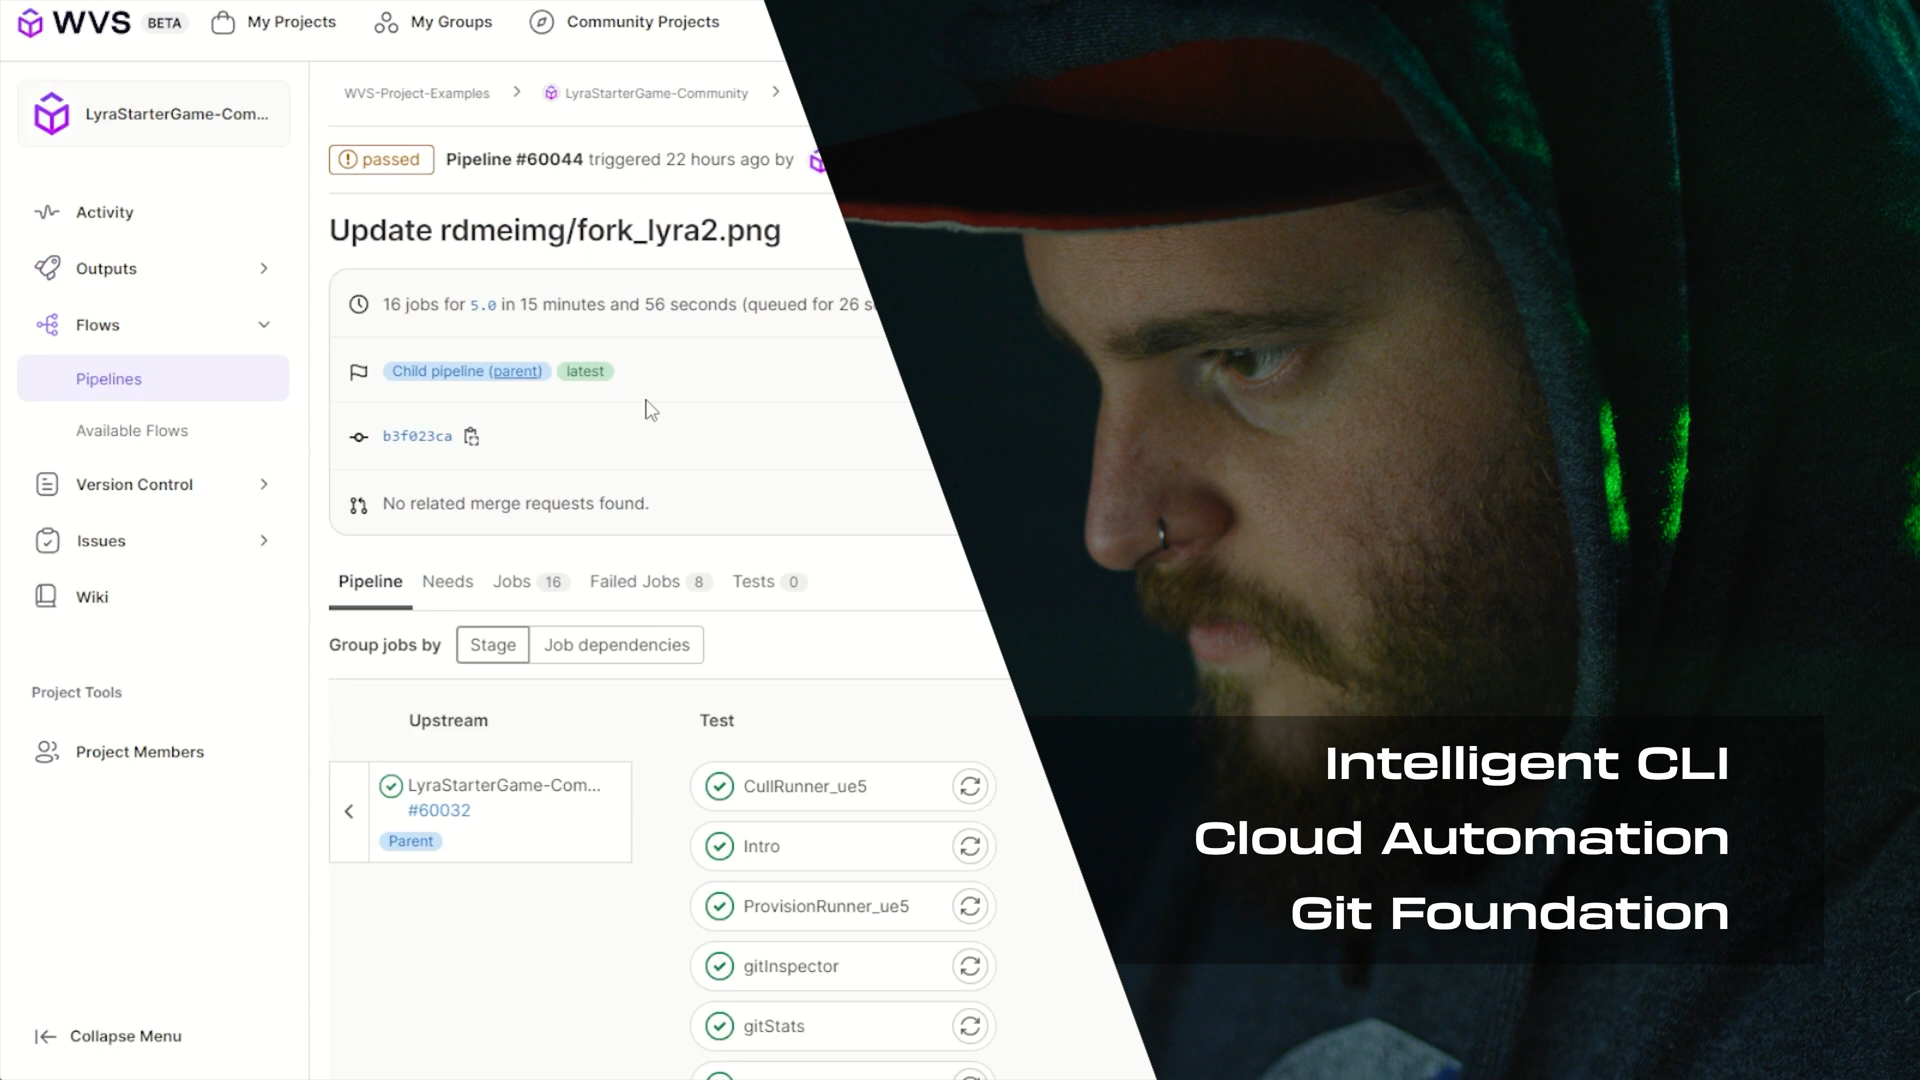 WVS BETA My Projects My Groups Community Projects
LyraStarterGame-Com...
Activity
Outputs
Flows
Pipelines
Available Flows
Version Control
Issues
Wiki
Project Tools
Project Members
Collapse Menu
WVS-Project-Examples > LyraStarterGame-Community >
passed Pipeline #60044 triggered 22 hours ago by
Update rdmeimg/fork_lyra2.png
16 jobs for 5.0 in 15 minutes and 56 seconds (queued for 26
Child pipeline (parent) latest
b3f023ca
No related merge requests found.
Pipeline Needs Jobs 16 Failed Jobs 8 Tests 0
Group jobs by Stage Job dependencies
Upstream
LyraStarterGame-Com...
#60032
Parent
Test
CullRunner_ue5
Intro
ProvisionRunner_ue5
gitInspector
gitStats
Intelligent CLI
Cloud Automation
Git Foundation